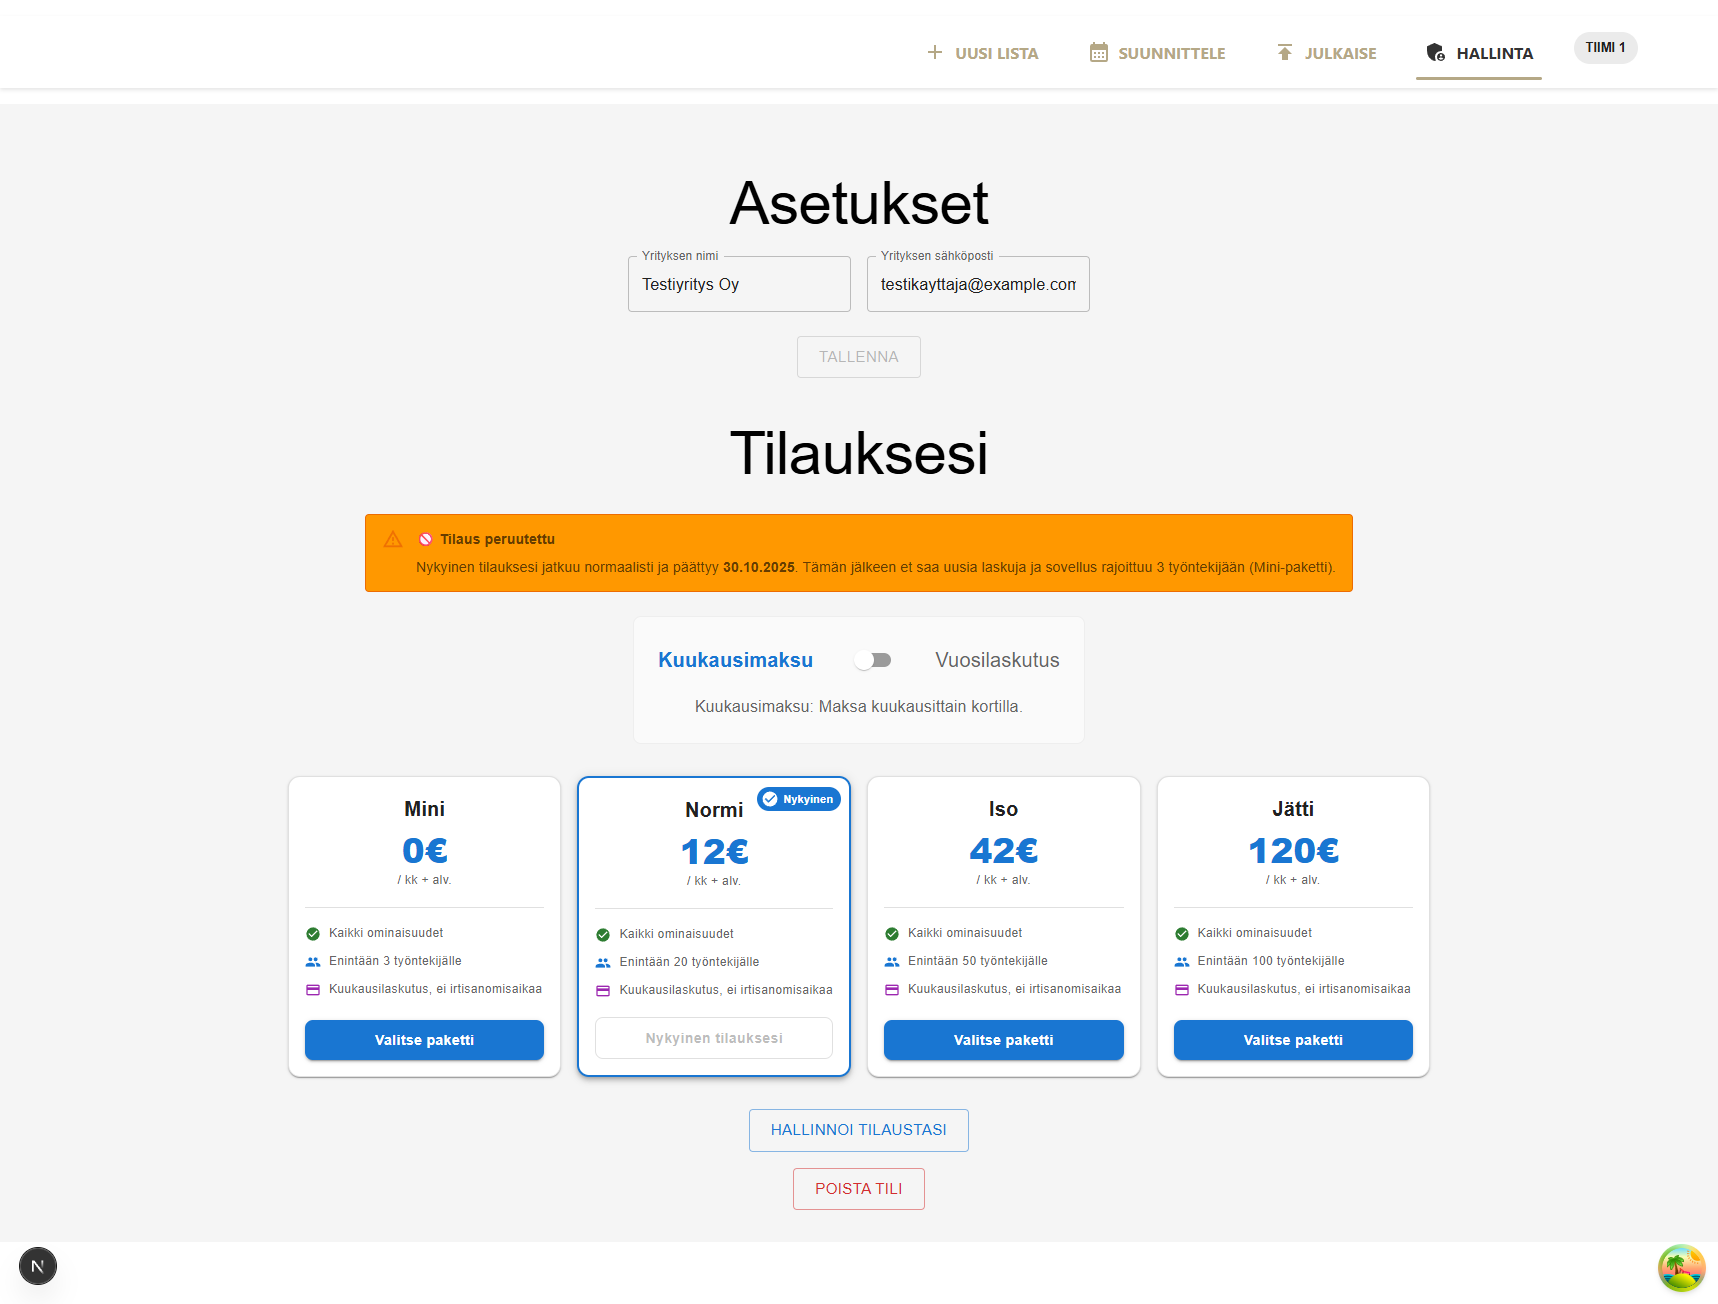 UUSI LISTA
SUUNNITTELE
JULKAISE
HALLINTA
TIIMI 1
Asetukset
Yrityksen nimi
Testiyritys Oy
Yrityksen sähköposti
testikayttaja@example.com
TALLENNA
Tilauksesi
Tilaus peruutettu
Nykyinen tilauksesi jatkuu normaalisti ja päättyy 30.10.2025. Tämän jälkeen et saa uusia laskuja ja sovellus rajoittuu 3 työntekijään (Mini-paketti).
Kuukausimaksu
Vuosilaskutus
Kuukausimaksu: Maksa kuukausittain kortilla.
Mini
0€
/ kk + alv.
Kaikki ominaisuudet
Enintään 3 työntekijälle
Kuukausilaskutus, ei irtisanomisaikaa
Valitse paketti
Normi
Nykyinen
12€
/ kk + alv.
Kaikki ominaisuudet
Enintään 20 työntekijälle
Kuukausilaskutus, ei irtisanomisaikaa
Nykyinen tilauksesi
Iso
42€
/ kk + alv.
Kaikki ominaisuudet
Enintään 50 työntekijälle
Kuukausilaskutus, ei irtisanomisaikaa
Valitse paketti
Jätti
120€
/ kk + alv.
Kaikki ominaisuudet
Enintään 100 työntekijälle
Kuukausilaskutus, ei irtisanomisaikaa
Valitse paketti
HALLINNOI TILAUSTASI
POISTA TILI
N